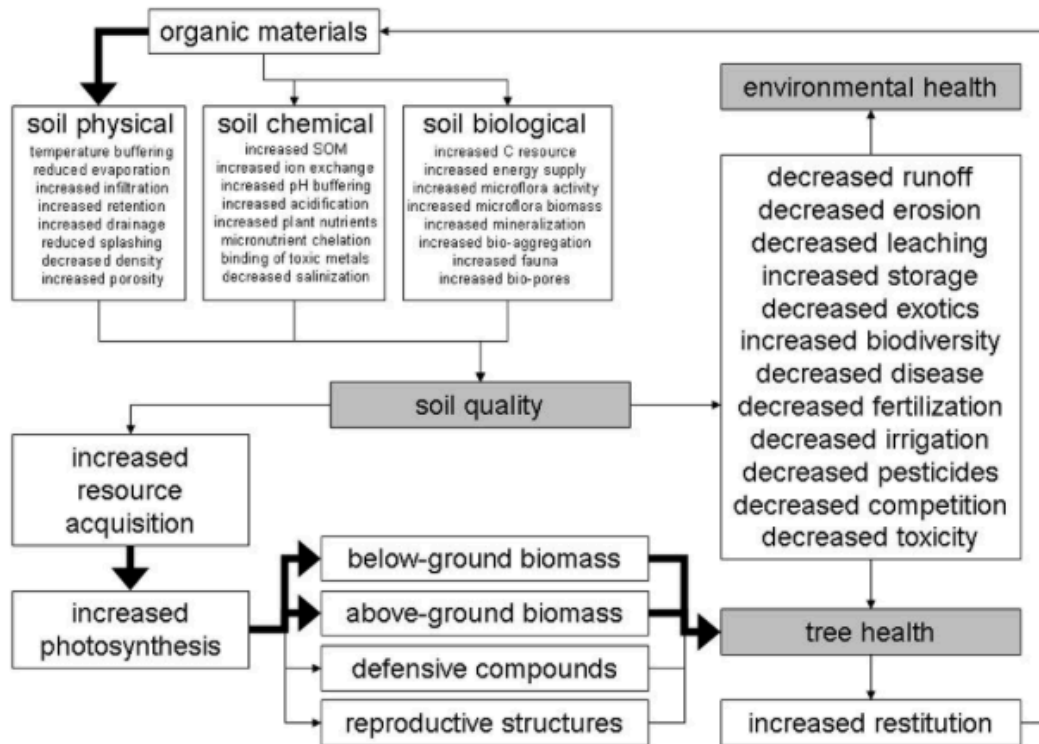 organic materials
environmental health
soil physical
temperature buffering
reduced evaporation
increased infiltration
increased retention
increased drainage
reduced splashing
decreased density
increased porosity
soil chemical
increased SOM
increased ion exchange
increased pH buffering
increased acidification
increased plant nutrients
micronutrient chelation
binding of toxic metals
decreased salinization
soil biological
increased C resource
increased energy supply
increased microflora activity
increased microflora biomass
increased mineralization
increased bio-aggregation
increased fauna
increased bio-pores
decreased runoff
decreased erosion
decreased leaching
increased storage
decreased exotics
increased biodiversity
decreased disease
decreased fertilization
decreased irrigation
decreased pesticides
decreased competition
decreased toxicity
soil quality
increased
resource
acquisition
increased
photosynthesis
below-ground biomass
above-ground biomass
defensive compounds
reproductive structures
tree health
increased restitution